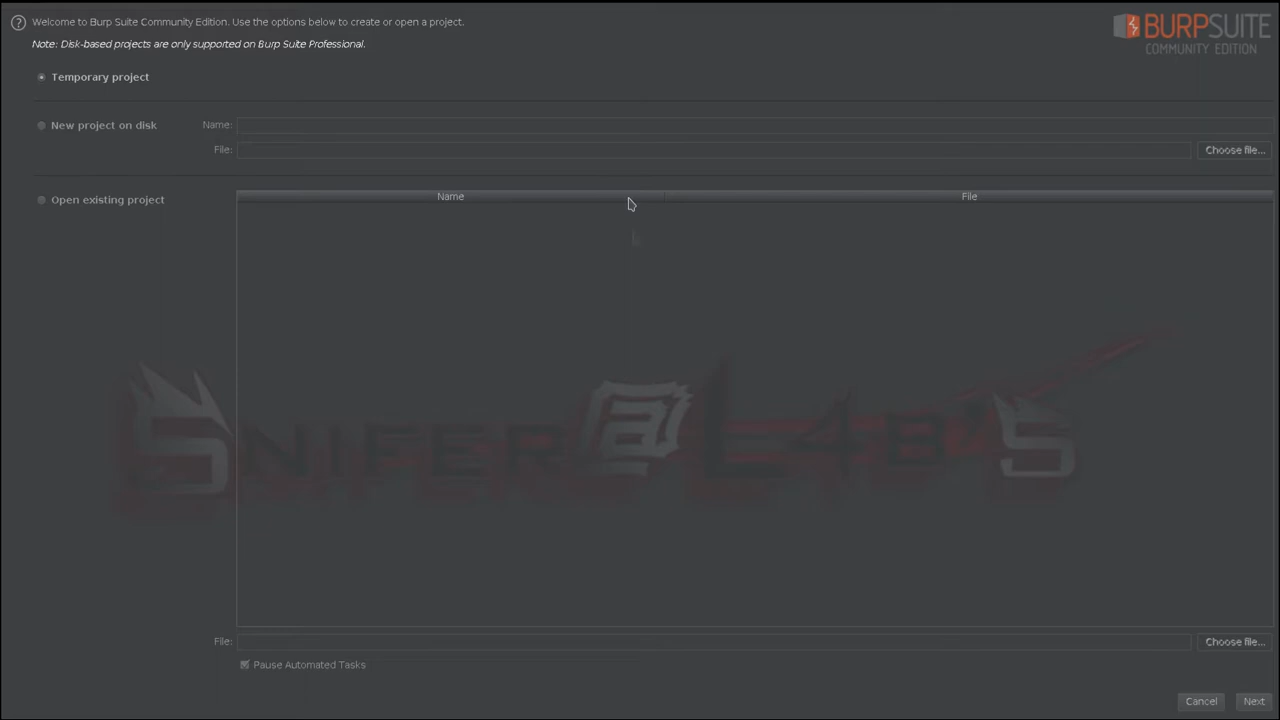 Welcome to Burp Suite Community Edition. Use the options below to create or open a project.
Note: Disk-based projects are only supported on Burp Suite Professional.
BURPSUITE
COMMUNITY EDITION
Temporary project
New project on disk
Name:
File:
Choose file...
Open existing project
Name
File
SNIFER@L4B'S
File:
Choose file...
Pause Automated Tasks
Cancel
Next